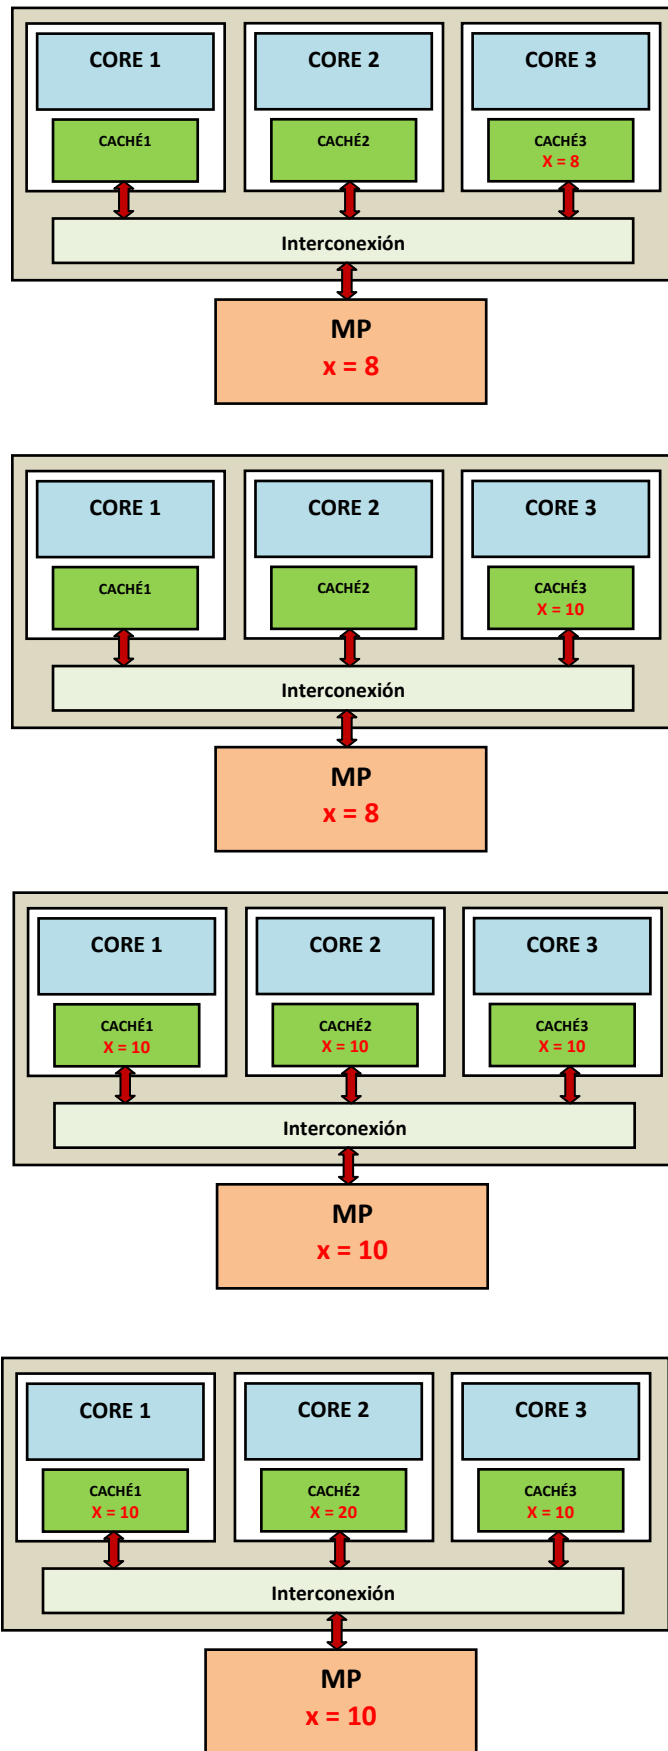 CORE 1 CORE 2 CORE 3
CACHÉ1 CACHÉ2 CACHÉ3
X = 8
Interconexión
MP
x = 8
CORE 1 CORE 2 CORE 3
CACHÉ1 CACHÉ2 CACHÉ3
X = 10
Interconexión
MP
x = 8
CORE 1 CORE 2 CORE 3
CACHÉ1 CACHÉ2 CACHÉ3
X = 10 X = 10 X = 10
Interconexión
MP
x = 10
CORE 1 CORE 2 CORE 3
CACHÉ1 CACHÉ2 CACHÉ3
X = 10 X = 20 X = 10
Interconexión
MP
x = 10